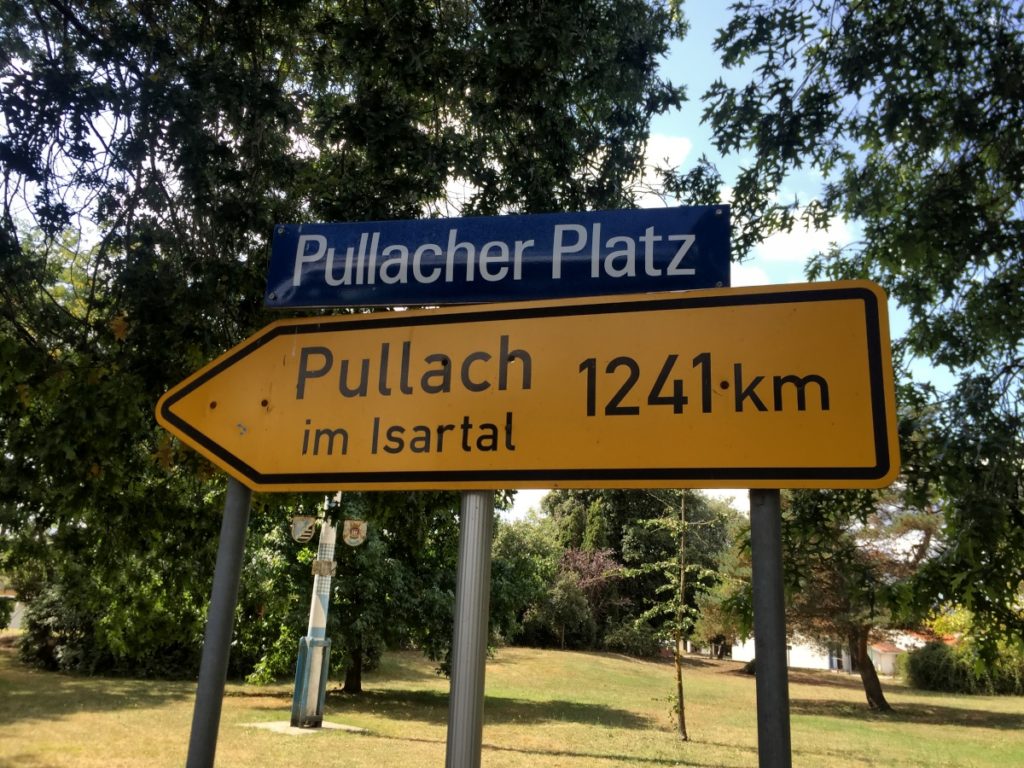 Pullacher Platz
Pullach 1241 km
im Isartal